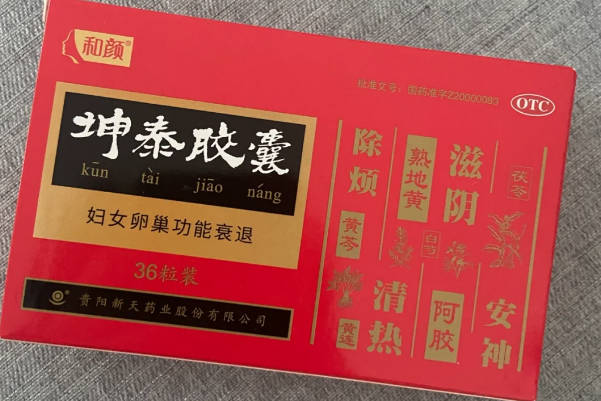 和颜®
批准文号：国药准字Z20000083
OTC
坤泰胶囊
kūn tài jiāo náng
妇女卵巢功能衰退
36粒装
贵阳新天药业股份有限公司
除烦
黄芩
熟地黄
滋阴
白芍
茯苓
清热
黄连
阿胶
安神